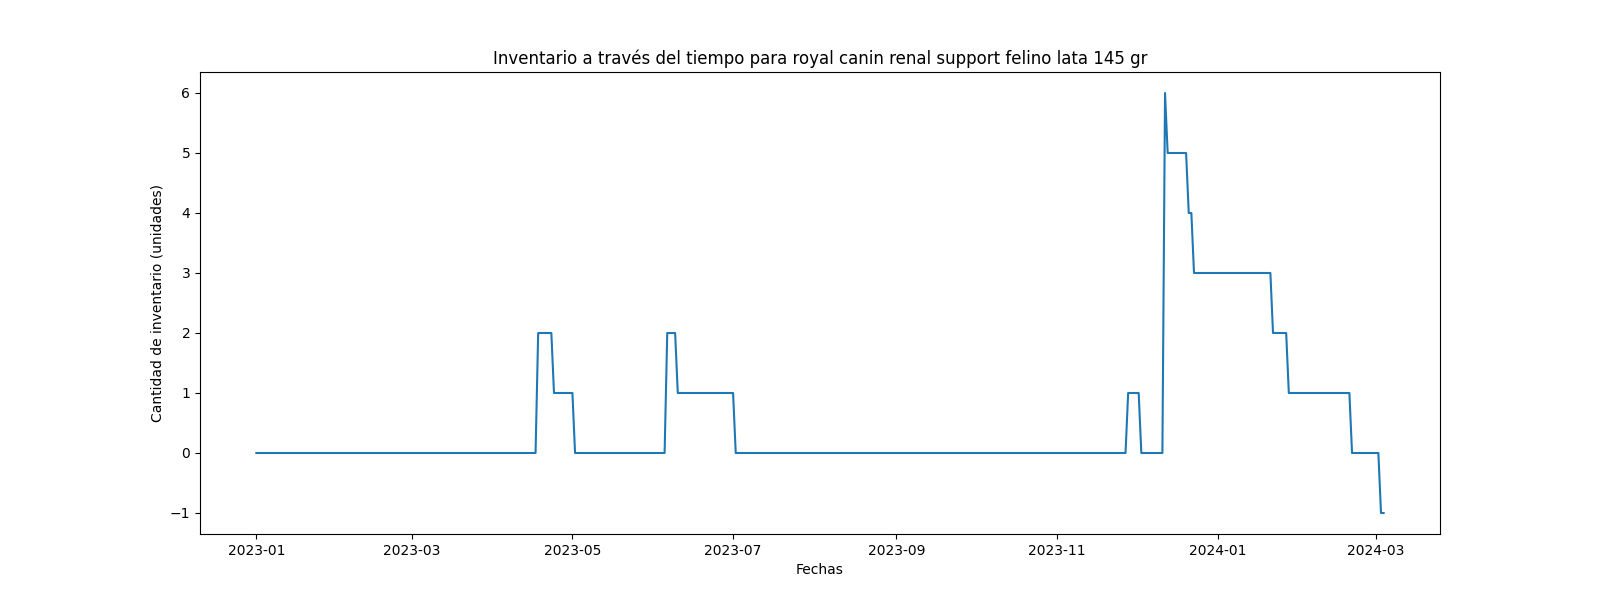 Inventario a través del tiempo para royal canin renal support felino lata 145 gr
Cantidad de inventario (unidades)
6
5
4
3
2
1
0
−1
2023-01 2023-03 2023-05 2023-07 2023-09 2023-11 2024-01 2024-03
Fechas